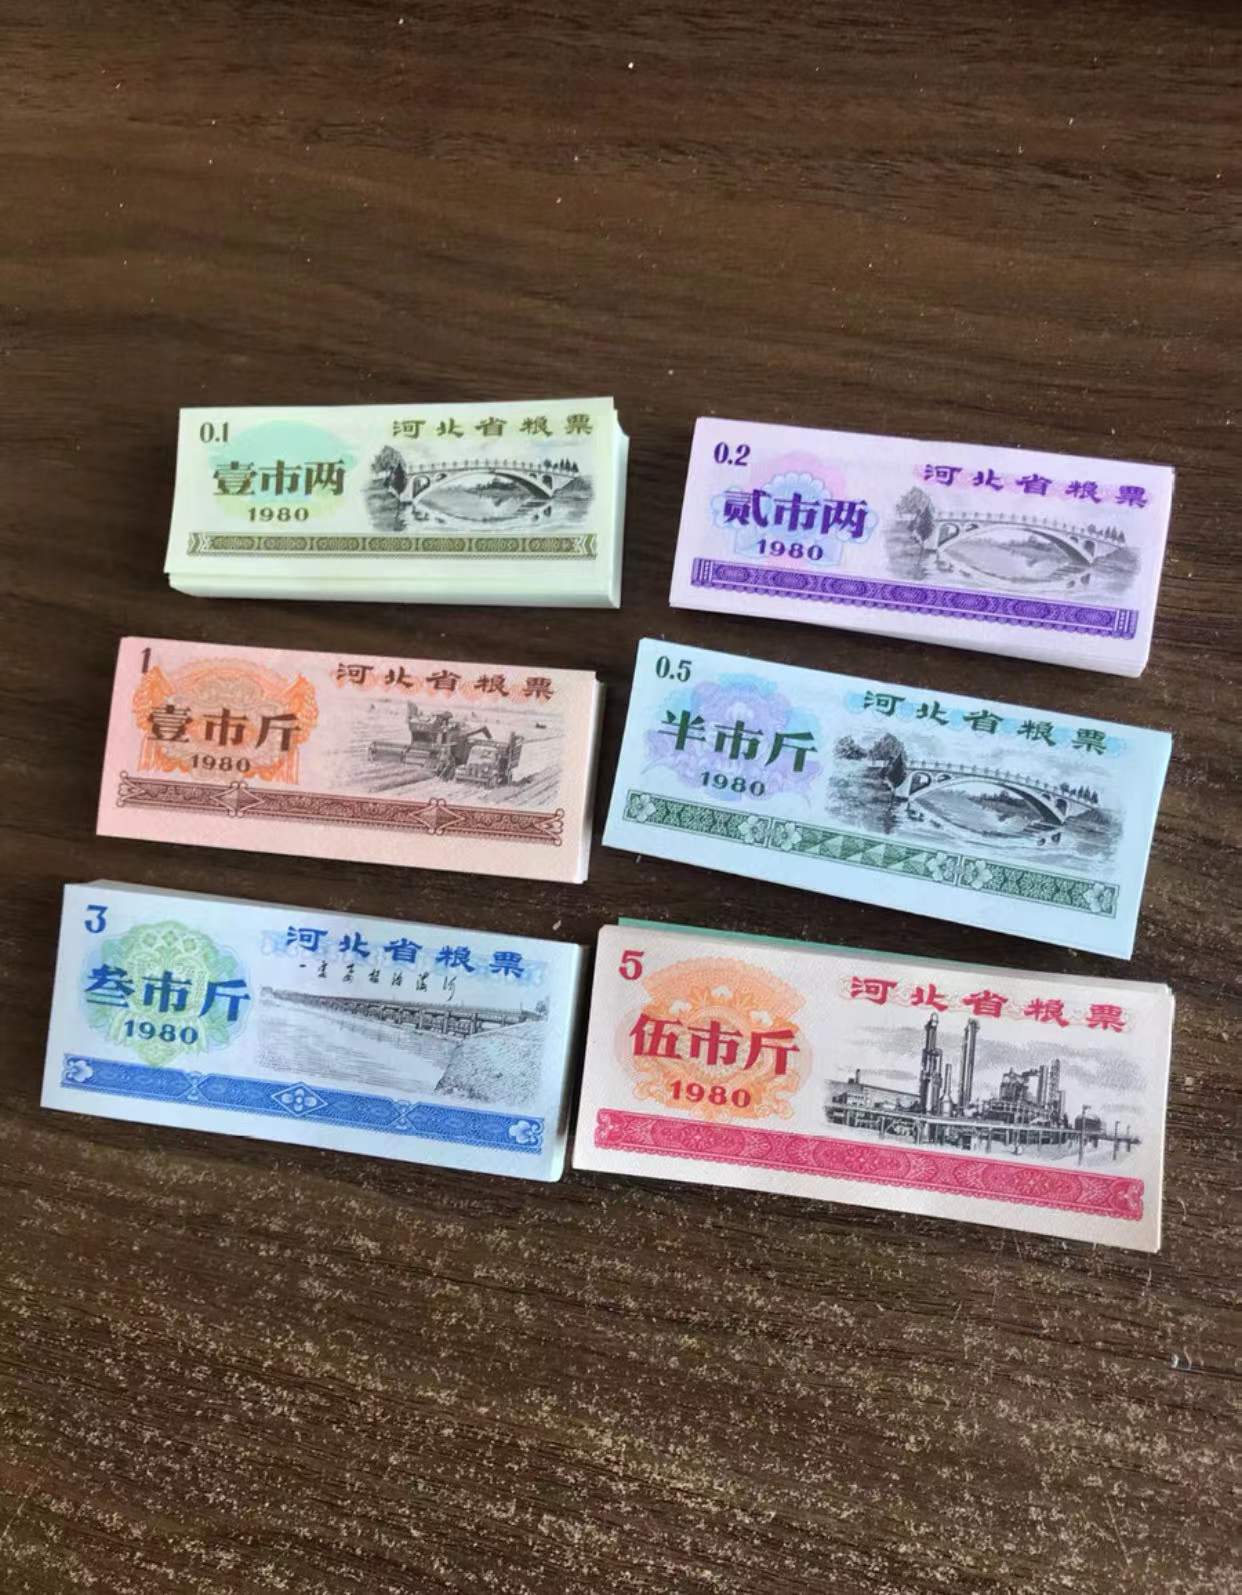 0.1
河北省粮票
壹市两
1980
0.2
河北省粮票
贰市两
1980
1
河北省粮票
壹市斤
1980
0.5
河北省粮票
半市斤
1980
3
河北省粮票
一定要根治海河
叁市斤
1980
5
河北省粮票
伍市斤
1980